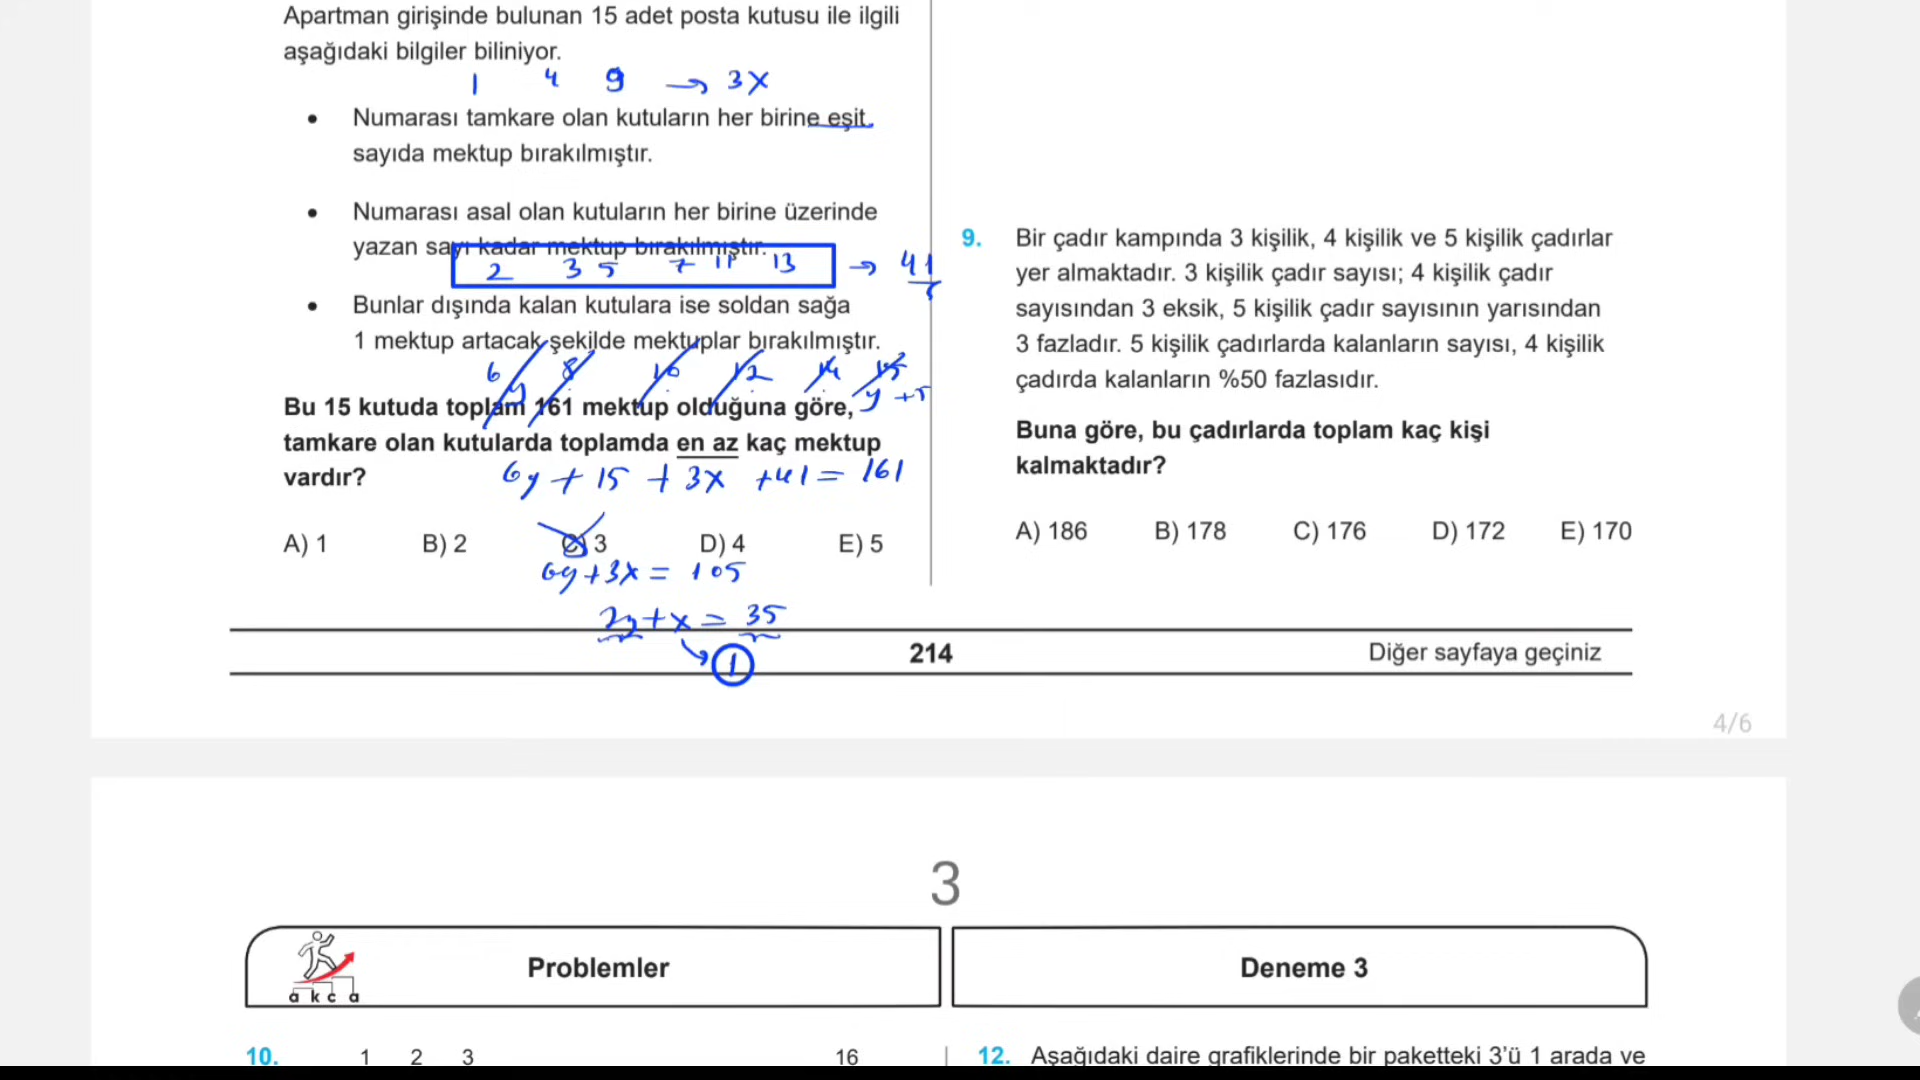 Apartman girişinde bulunan 15 adet posta kutusu ile ilgili
aşağıdaki bilgiler biliniyor.
1 4 9 → 3x
• Numarası tamkare olan kutuların her birine eşit
sayıda mektup bırakılmıştır.
• Numarası asal olan kutuların her birine üzerinde
yazan sayı kadar mektup bırakılmıştır.
2 3 5 7 11 13 → 41
• Bunlar dışında kalan kutulara ise soldan sağa
1 mektup artacak şekilde mektuplar bırakılmıştır.
6 8 10 12 14 15
y y+5
Bu 15 kutuda toplam 161 mektup olduğuna göre,
tamkare olan kutularda toplamda en az kaç mektup
vardır?
6y + 15 + 3x + 41 = 161
A) 1 B) 2 C) 3 D) 4 E) 5
6y + 3x = 105
2y + x = 35
→ 1
9. Bir çadır kampında 3 kişilik, 4 kişilik ve 5 kişilik çadırlar
yer almaktadır. 3 kişilik çadır sayısı; 4 kişilik çadır
sayısından 3 eksik, 5 kişilik çadır sayısının yarısından
3 fazladır. 5 kişilik çadırlarda kalanların sayısı, 4 kişilik
çadırda kalanların %50 fazlasıdır.
Buna göre, bu çadırlarda toplam kaç kişi
kalmaktadır?
A) 186 B) 178 C) 176 D) 172 E) 170
214
Diğer sayfaya geçiniz
4/6
3
akca
Problemler
Deneme 3
10. 1 2 3 16
12. Aşağıdaki daire grafiklerinde bir paketteki 3'ü 1 arada ve